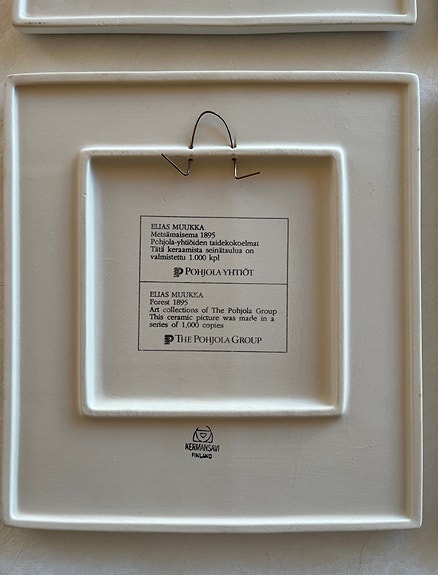 ELIAS MUUKKA
Metsämaisema 1895
Pohjola-yhtiöiden taidekokoelmat
Tätä keraamista seinätaulua on
valmistettu 1.000 kpl
POHJOLA-YHTIÖT
ELIAS MUUKKA
Forest 1895
Art collections of The Pohjola Group
This ceramic picture was made in a
series of 1,000 copies
THE POHJOLA GROUP
KERMANSAVI
FINLAND